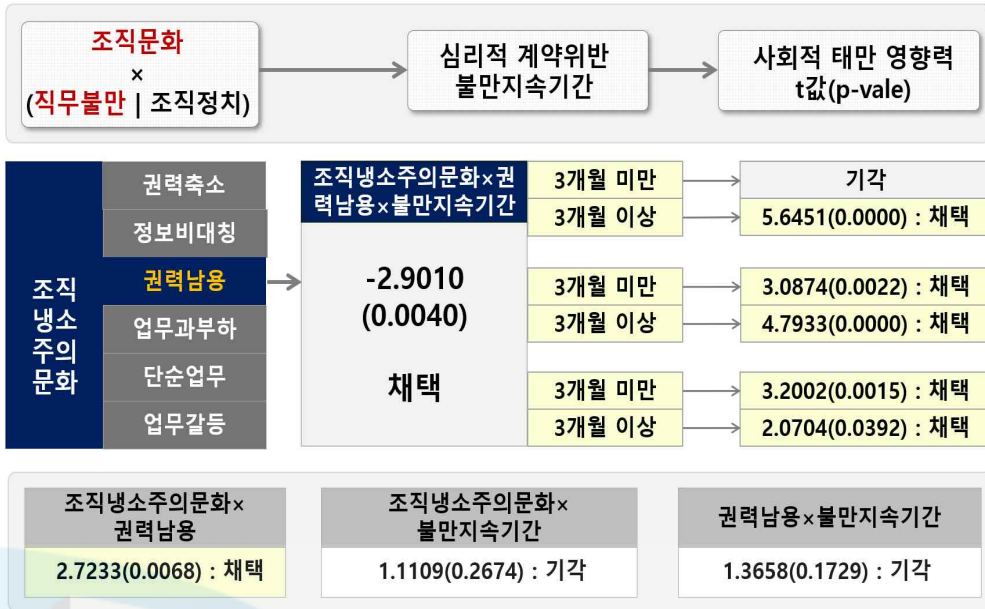 조직문화
×
(직무불만 | 조직정치)
심리적 계약위반
불만지속기간
사회적 태만 영향력
t값(p-vale)
조직
냉소
주의
문화
권력축소
정보비대칭
권력남용
업무과부하
단순업무
업무갈등
조직냉소주의문화×권
력남용×불만지속기간
-2.9010
(0.0040)
채택
3개월 미만
기각
3개월 이상
5.6451(0.0000) : 채택
3개월 미만
3.0874(0.0022) : 채택
3개월 이상
4.7933(0.0000) : 채택
3개월 미만
3.2002(0.0015) : 채택
3개월 이상
2.0704(0.0392) : 채택
조직냉소주의문화×
권력남용
2.7233(0.0068) : 채택
조직냉소주의문화×
불만지속기간
1.1109(0.2674) : 기각
권력남용×불만지속기간
1.3658(0.1729) : 기각